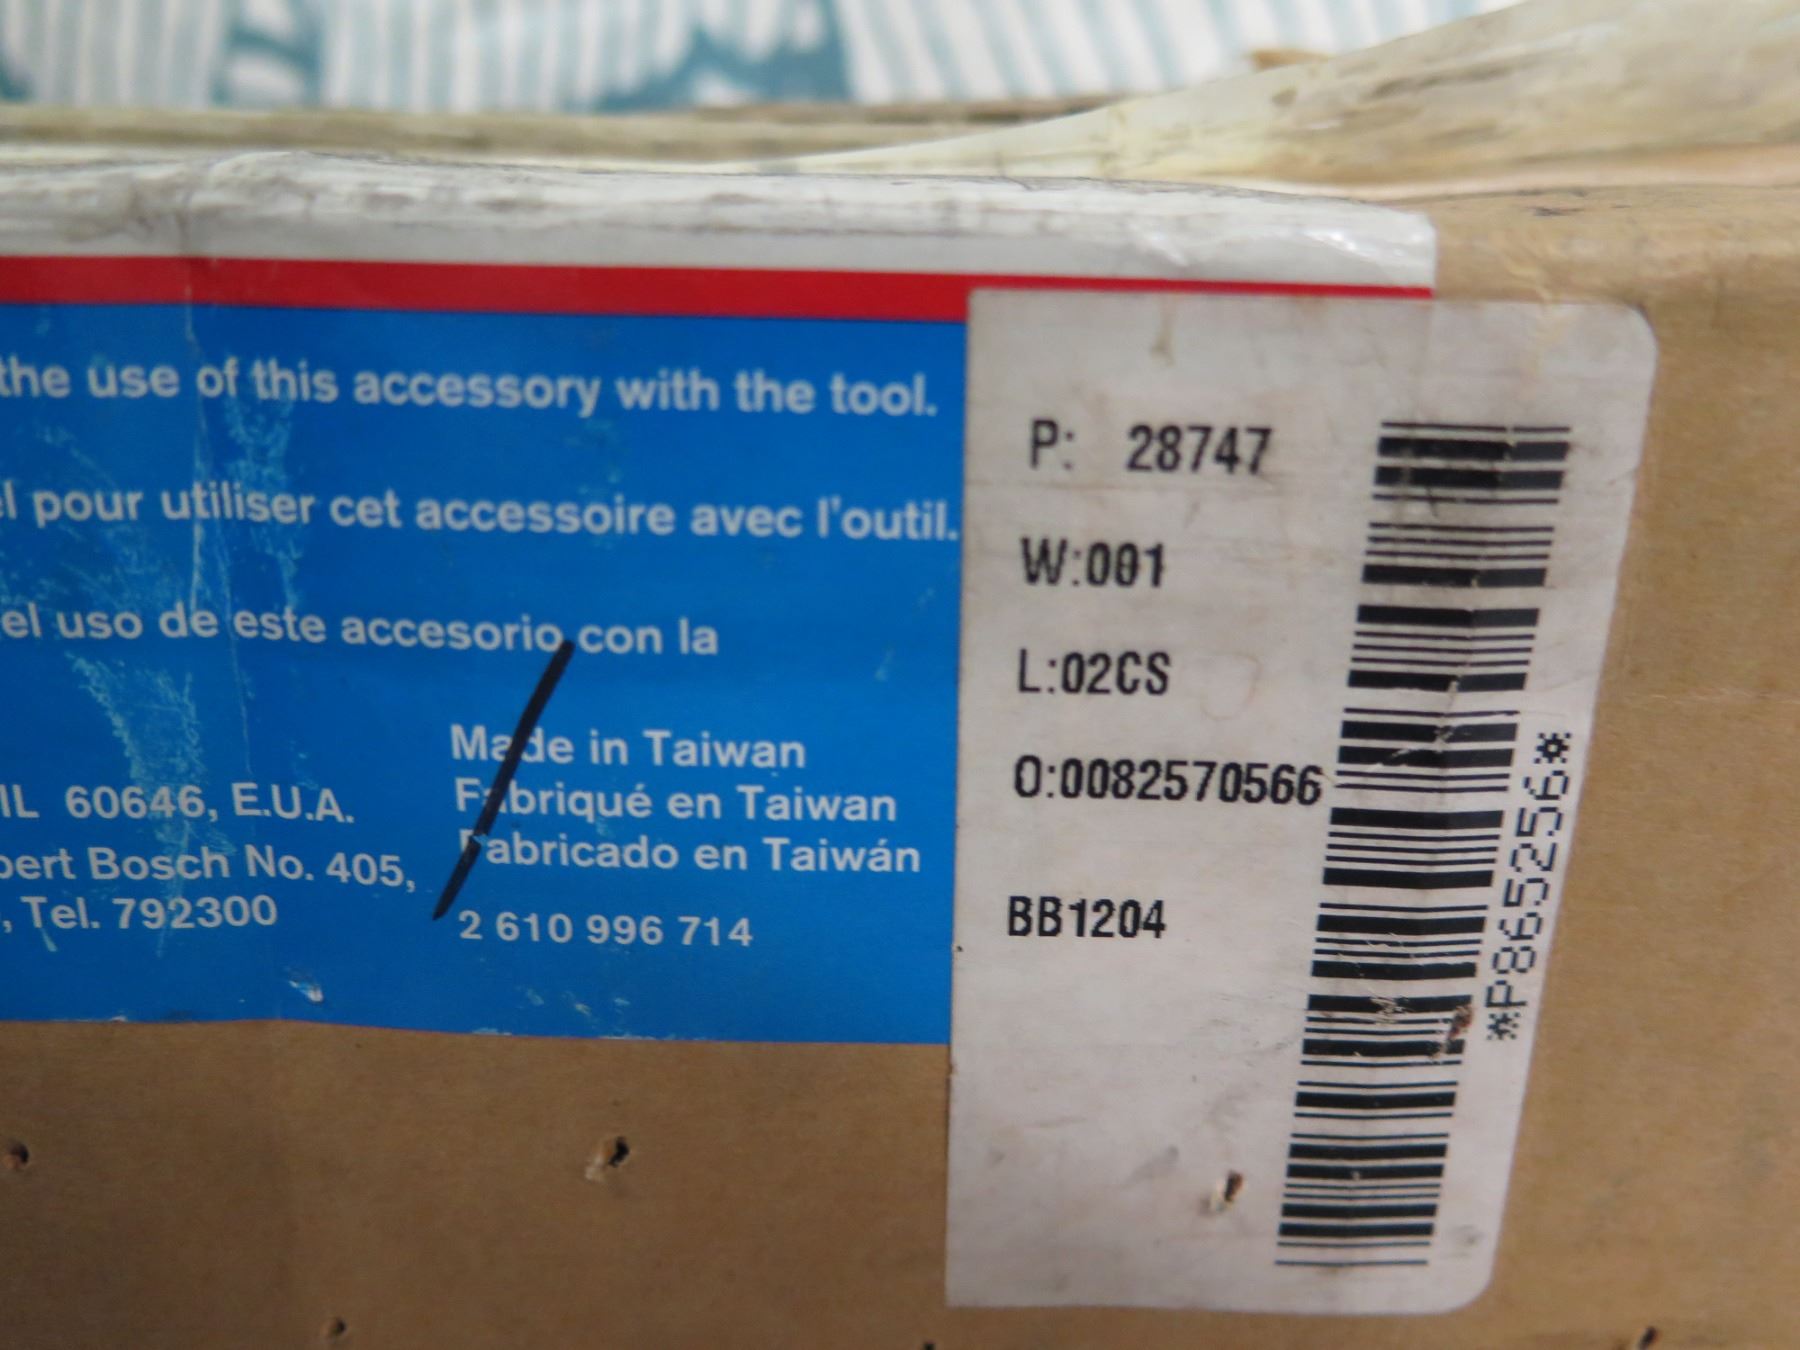 the use of this accessory with the tool.
pour utiliser cet accessoire avec l'outil.
el uso de este accesorio con la
Made in Taiwan
Fabriqué en Taiwan
Fabricado en Taiwán
IL 60646, E.U.A.
Bosch No. 405,
, Tel. 792300
2 610 996 714
P: 28747
W:001
L:02CS
O:0082570566
BB1204
*P865256*